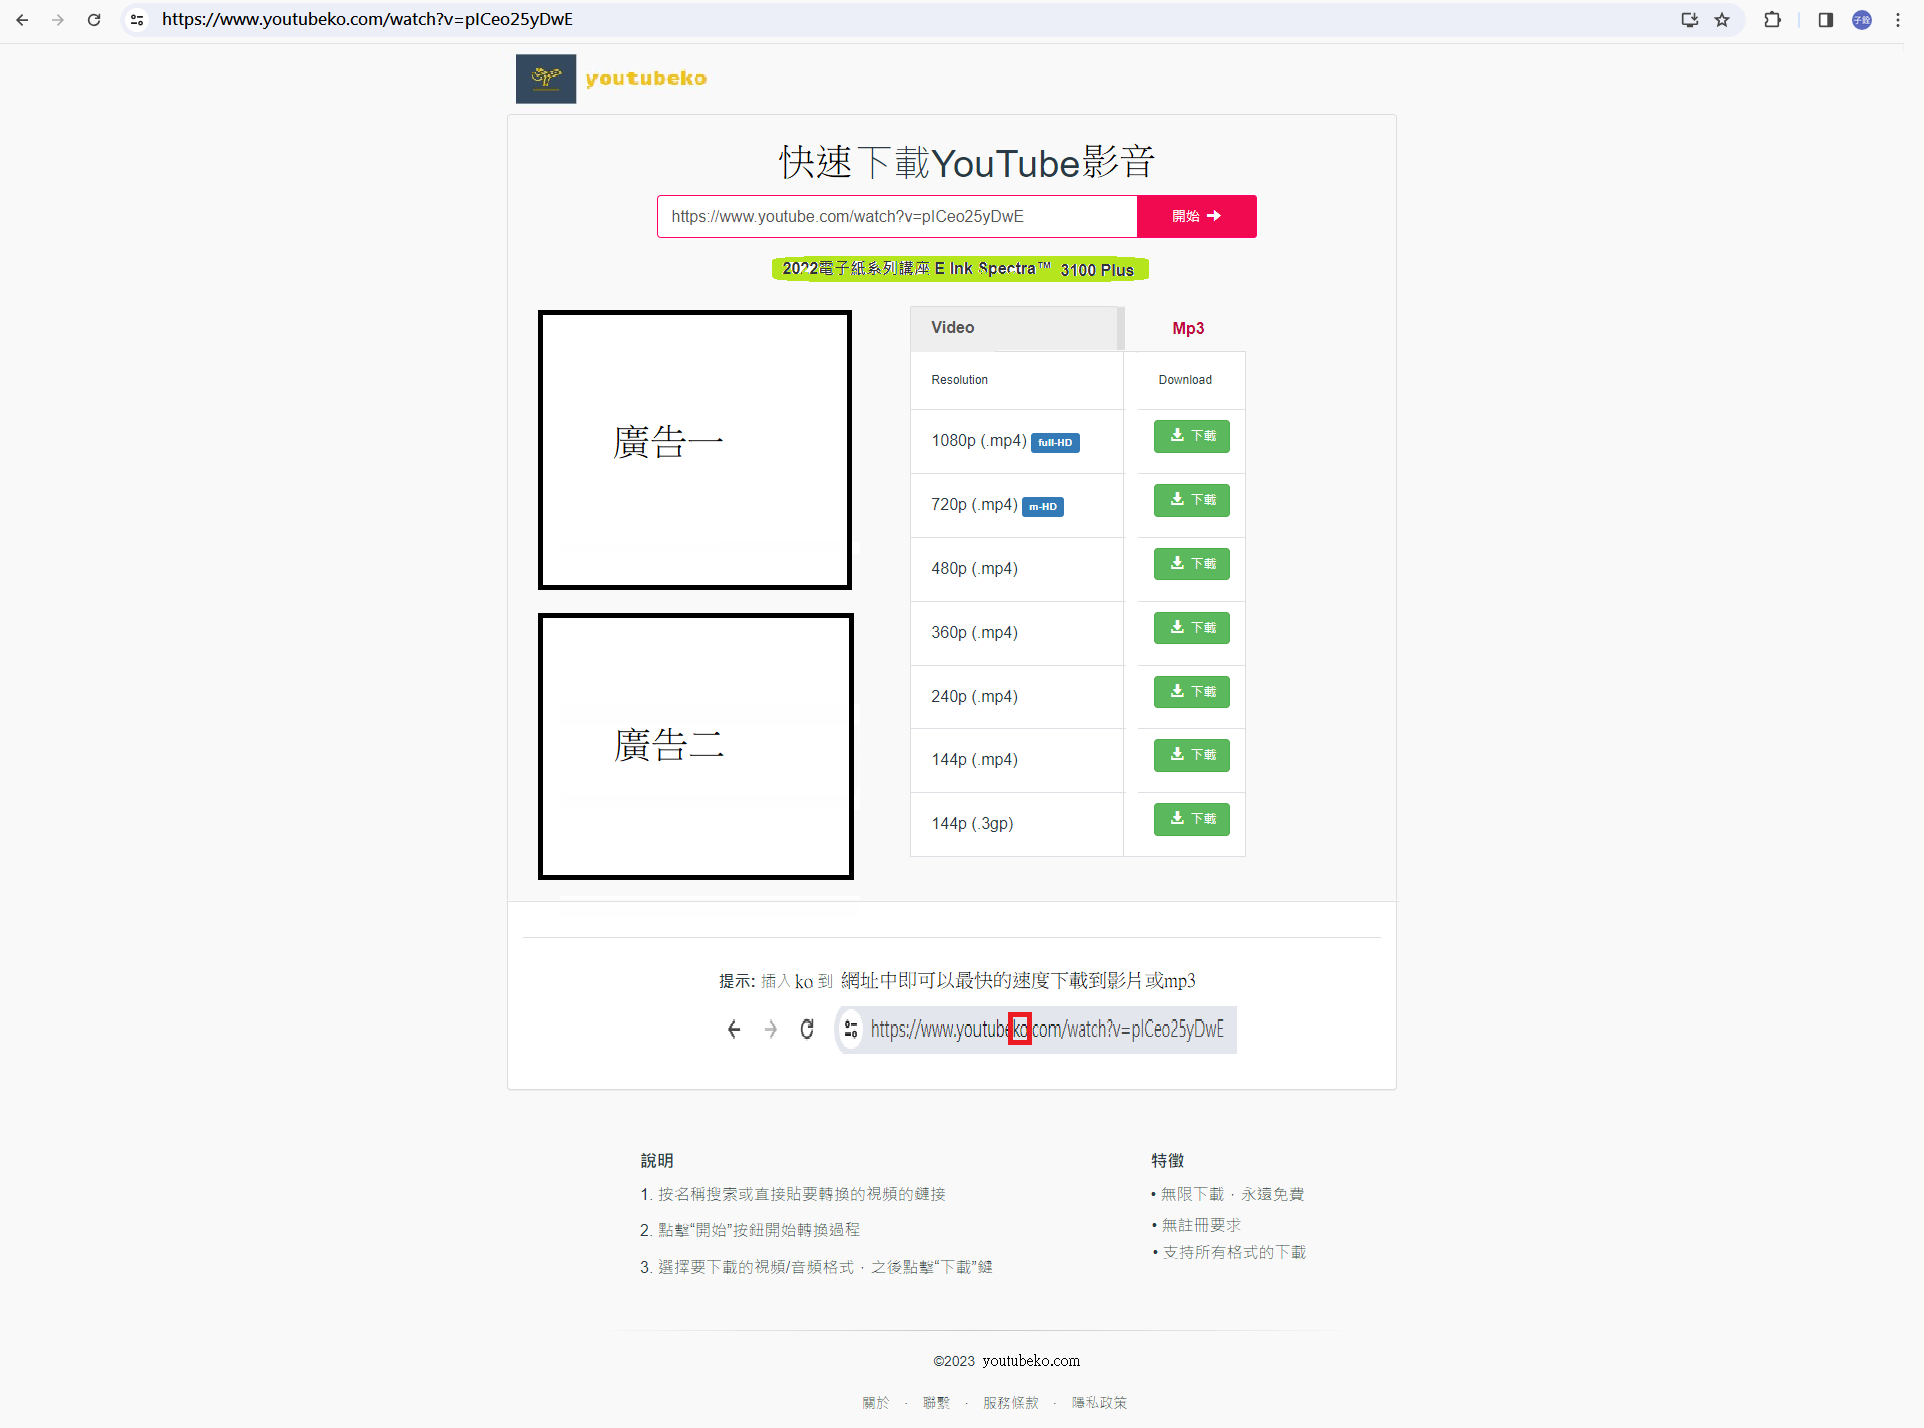 https://www.youtubeko.com/watch?v=pICeo25yDwE
子銓
youtubeko
快速下載YouTube影音
https://www.youtube.com/watch?v=pICeo25yDwE
開始
2022電子紙系列講座 E Ink Spectra™ 3100 Plus
廣告一
廣告二
Video Mp3
Resolution Download
1080p (.mp4) full-HD 下載
720p (.mp4) m-HD 下載
480p (.mp4) 下載
360p (.mp4) 下載
240p (.mp4) 下載
144p (.mp4) 下載
144p (.3gp) 下載
提示: 插入 ko 到 網址中即可以最快的速度下載到影片或mp3
https://www.youtubeko.com/watch?v=pICeo25yDwE
說明
1. 按名稱搜索或直接貼要轉換的視頻的鏈接
2. 點擊“開始”按鈕開始轉換過程
3. 選擇要下載的視頻/音頻格式，之後點擊“下載”鍵
特徵
• 無限下載，永遠免費
• 無註冊要求
• 支持所有格式的下載
©2023 youtubeko.com
關於 · 聯繫 · 服務條款 · 隱私政策